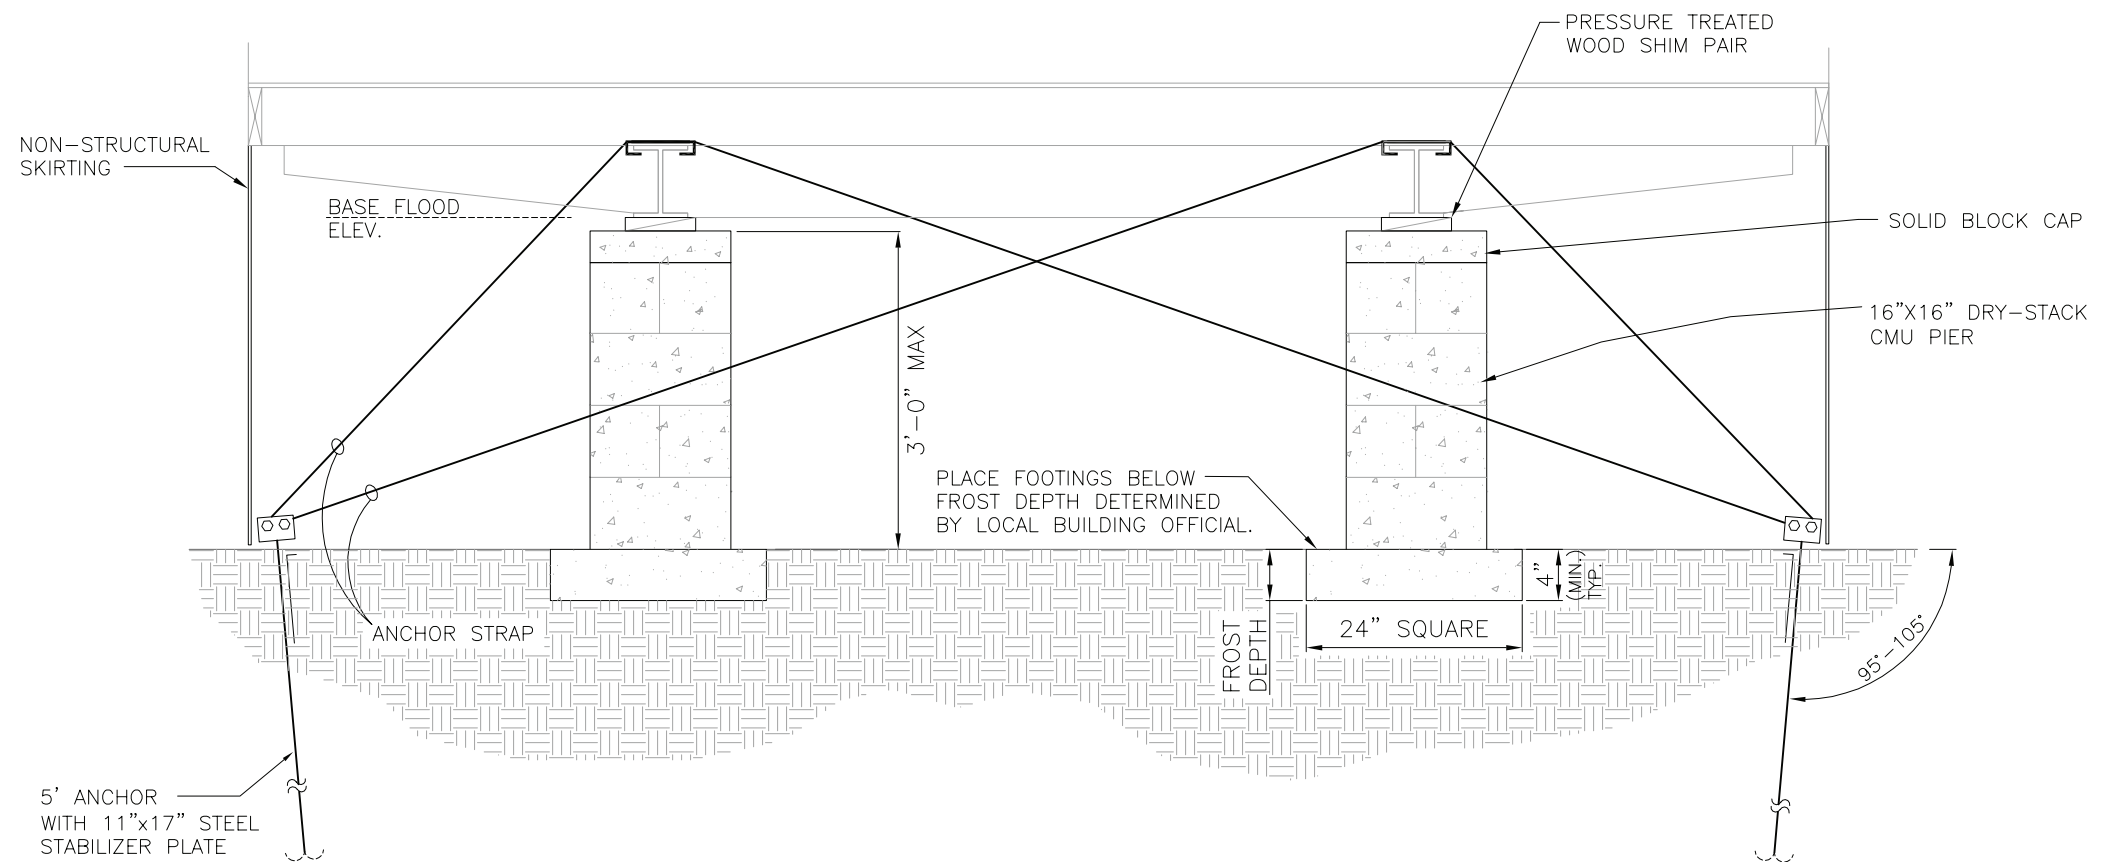 PRESSURE TREATED
WOOD SHIM PAIR
NON-STRUCTURAL
SKIRTING
BASE FLOOD
ELEV.
SOLID BLOCK CAP
16"X16" DRY-STACK
CMU PIER
3'-0" MAX
PLACE FOOTINGS BELOW
FROST DEPTH DETERMINED
BY LOCAL BUILDING OFFICIAL.
4"
(MIN.)
TYP.
24" SQUARE
FROST
DEPTH
95°-105°
ANCHOR STRAP
5' ANCHOR
WITH 11"x17" STEEL
STABILIZER PLATE